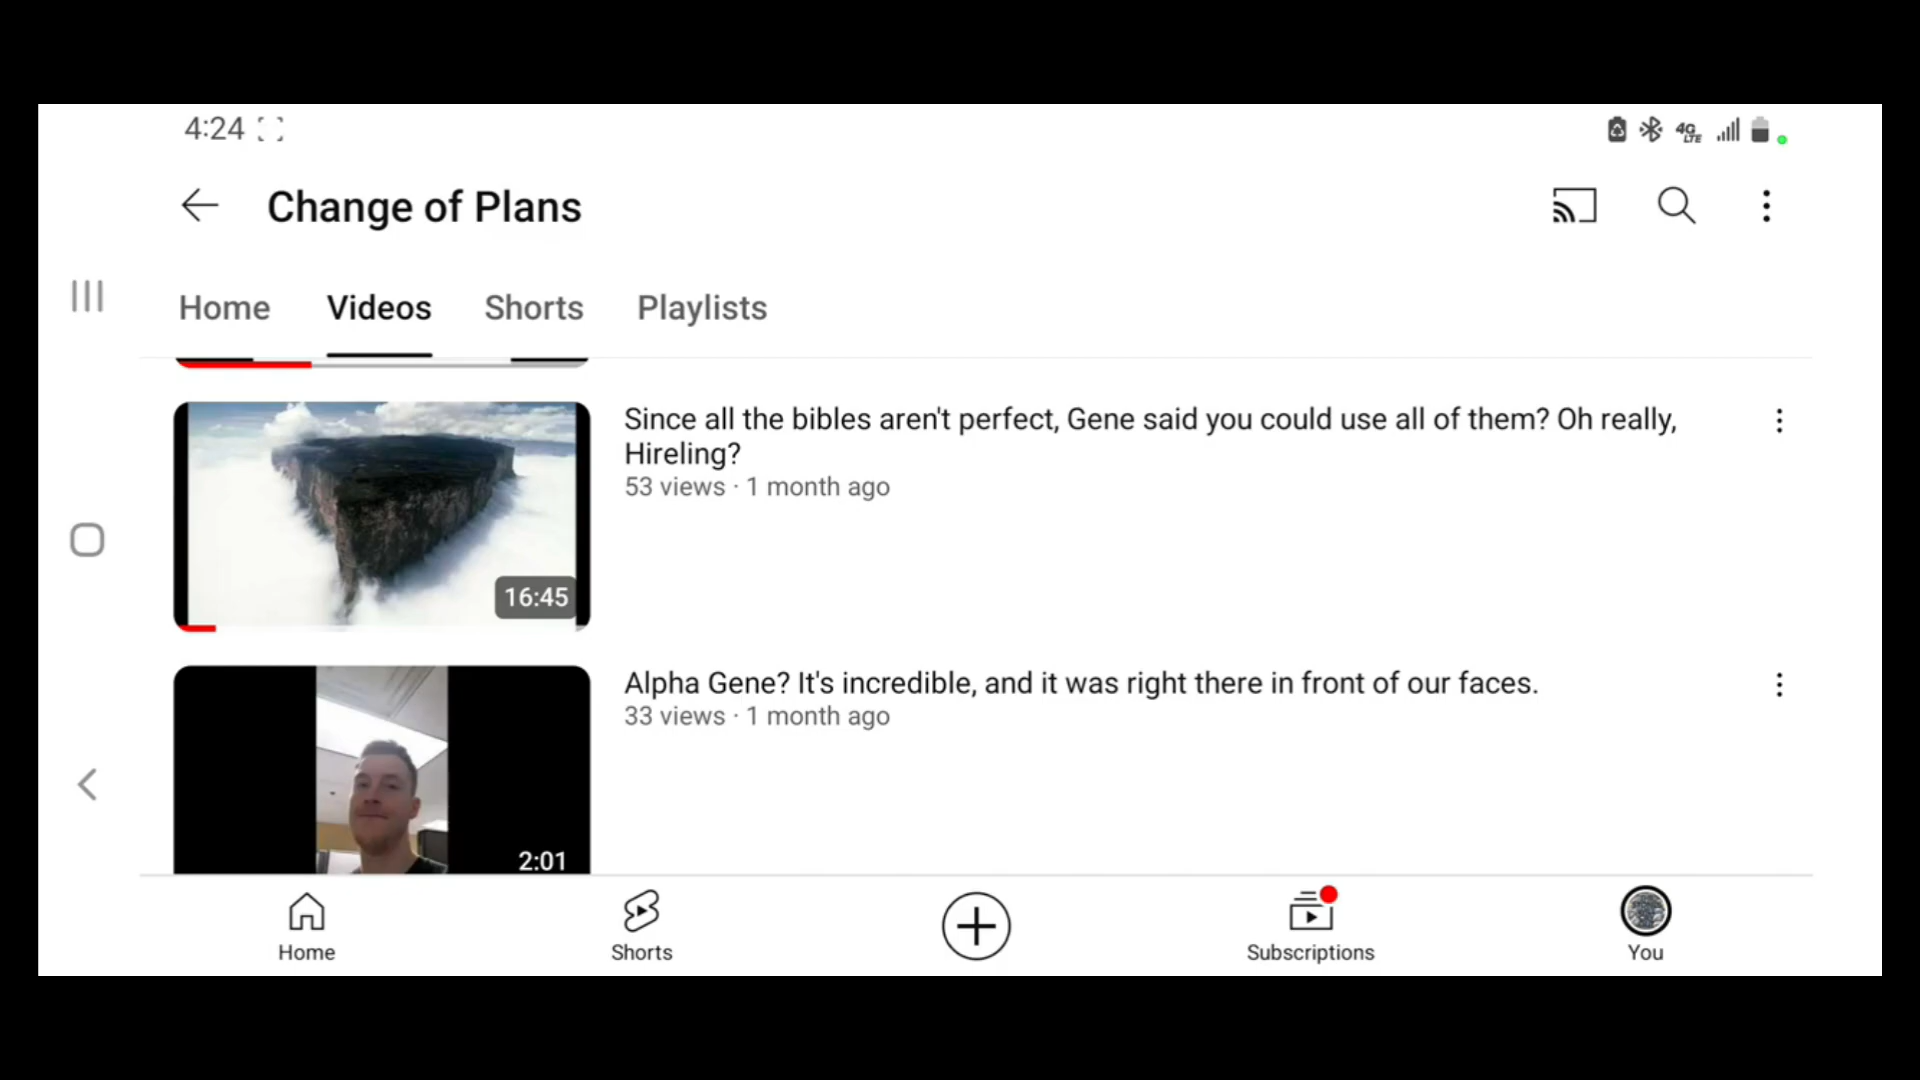 4:24
4G
LTE
Change of Plans
Home Videos Shorts Playlists
Since all the bibles aren't perfect, Gene said you could use all of them? Oh really,
Hireling?
53 views · 1 month ago
16:45
Alpha Gene? It's incredible, and it was right there in front of our faces.
33 views · 1 month ago
2:01
Home Shorts Subscriptions You